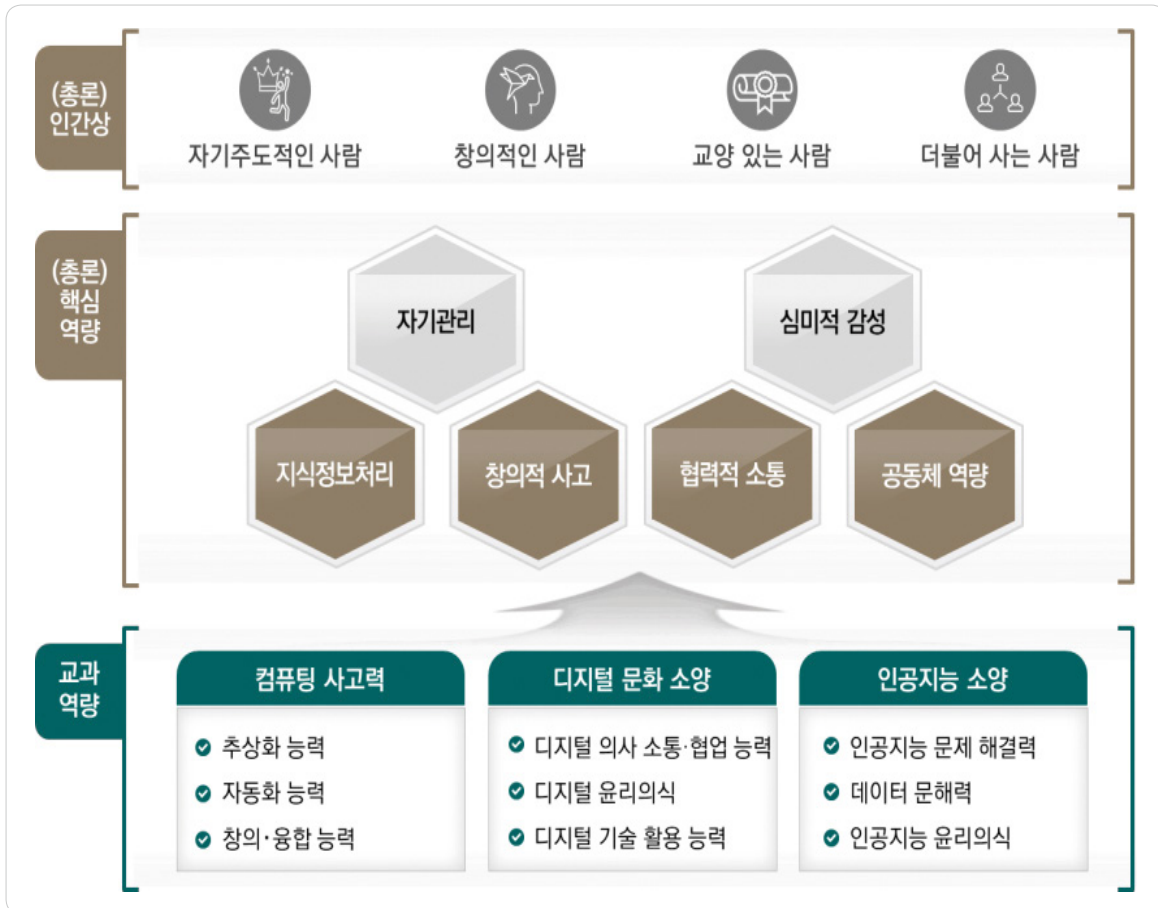 (총론)
인간상
자기주도적인 사람
창의적인 사람
교양 있는 사람
더불어 사는 사람
(총론)
핵심
역량
자기관리
심미적 감성
지식정보처리
창의적 사고
협력적 소통
공동체 역량
교과
역량
컴퓨팅 사고력
추상화 능력
자동화 능력
창의·융합 능력
디지털 문화 소양
디지털 의사 소통·협업 능력
디지털 윤리의식
디지털 기술 활용 능력
인공지능 소양
인공지능 문제 해결력
데이터 문해력
인공지능 윤리의식